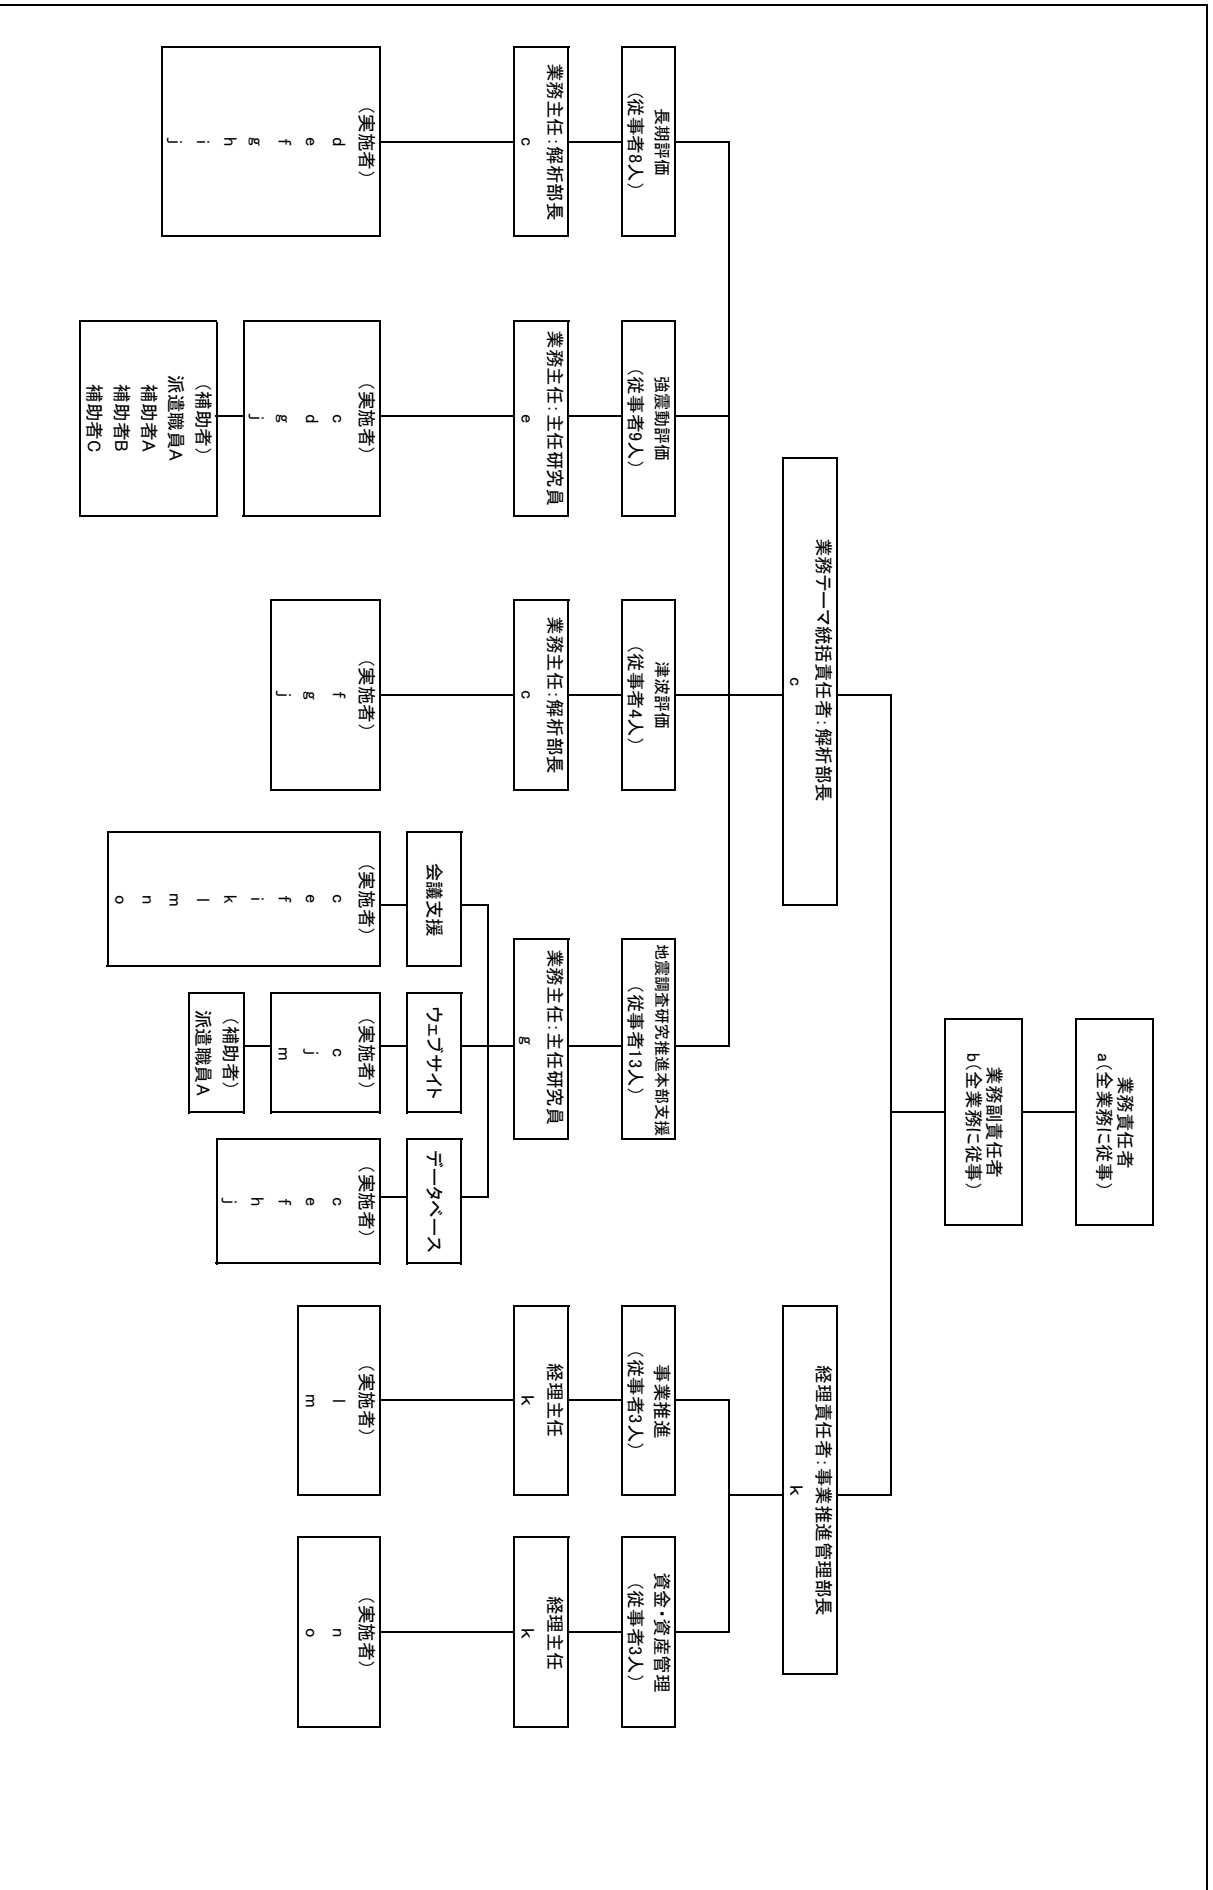 業務責任者
a(全業務に従事)
業務副責任者
b(全業務に従事)
業務テーマ統括責任者:解析部長
c
経理責任者:事業推進管理部長
k
長期評価
(従事者8人)
業務主任:解析部長
c
(実施者)
d
e
f
g
h
i
j
強震動評価
(従事者9人)
業務主任:主任研究員
e
(実施者)
c
d
g
j
(補助者)
派遣職員A
補助者A
補助者B
補助者C
津波評価
(従事者4人)
業務主任:解析部長
c
(実施者)
f
g
j
地震調査研究推進本部支援
(従事者13人)
業務主任:主任研究員
g
会議支援
(実施者)
c
e
f
i
k
l
m
n
o
ウェブサイト
(実施者)
c
j
m
(補助者)
派遣職員A
データベース
(実施者)
c
e
f
h
j
事業推進
(従事者3人)
経理主任
k
(実施者)
l
m
資金・資産管理
(従事者3人)
経理主任
k
(実施者)
n
o